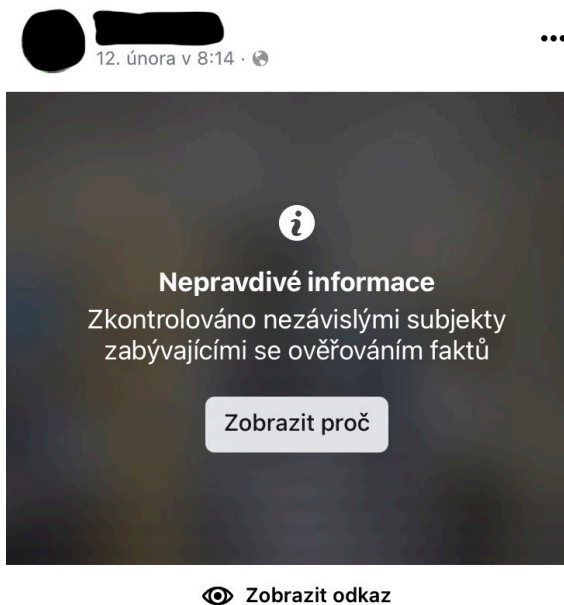 12. února v 8:14 ·
Nepravdivé informace
Zkontrolováno nezávislými subjekty
zabývajícími se ověřováním faktů
Zobrazit proč
Zobrazit odkaz